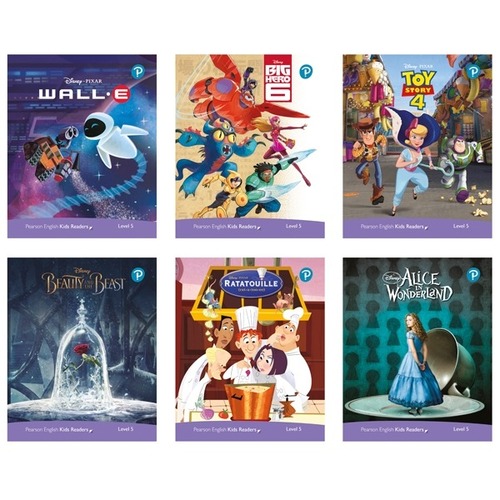 Disney · PIXAR
WALL·E
Pearson English Kids Readers Level 5
Disney
BIG HERO 6
Pearson English Kids Readers Level 5
Disney · PIXAR
TOY STORY 4
Pearson English Kids Readers Level 5
Disney
BEAUTY AND THE BEAST
Pearson English Kids Readers Level 5
Disney · PIXAR
RATATOUILLE
Pearson English Kids Readers Level 5
Disney
ALICE IN WONDERLAND
Pearson English Kids Readers Level 5